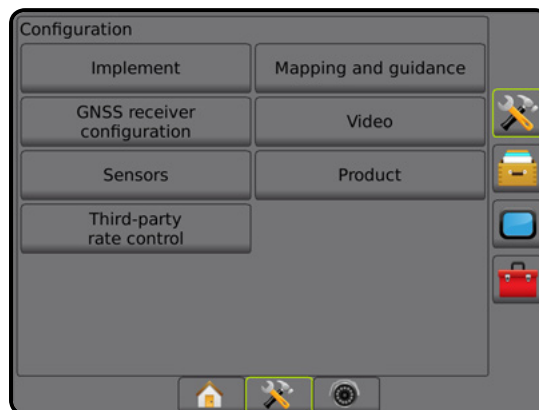 Configuration
Implement
Mapping and guidance
GNSS receiver
configuration
Video
Sensors
Product
Third-party
rate control